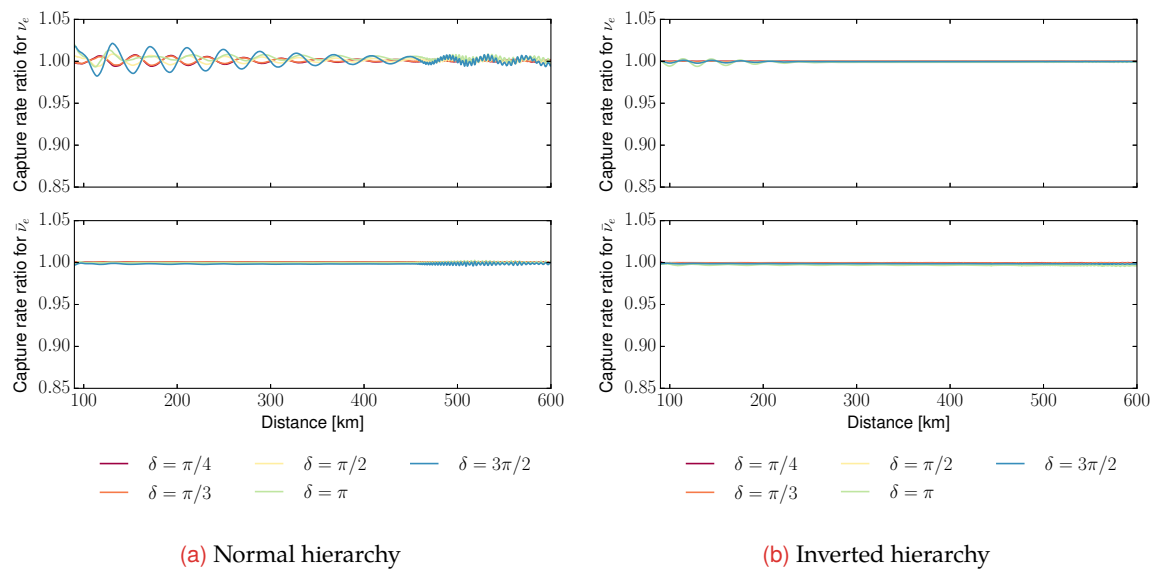 1.05
1.00
0.95
0.90
0.85
Capture rate ratio for νₑ
1.05
1.00
0.95
0.90
0.85
Capture rate ratio for ν̄ₑ
100 200 300 400 500 600
Distance [km]
δ = π/4 δ = π/2 δ = 3π/2
δ = π/3 δ = π
(a) Normal hierarchy
1.05
1.00
0.95
0.90
0.85
Capture rate ratio for νₑ
1.05
1.00
0.95
0.90
0.85
Capture rate ratio for ν̄ₑ
100 200 300 400 500 600
Distance [km]
δ = π/4 δ = π/2 δ = 3π/2
δ = π/3 δ = π
(b) Inverted hierarchy